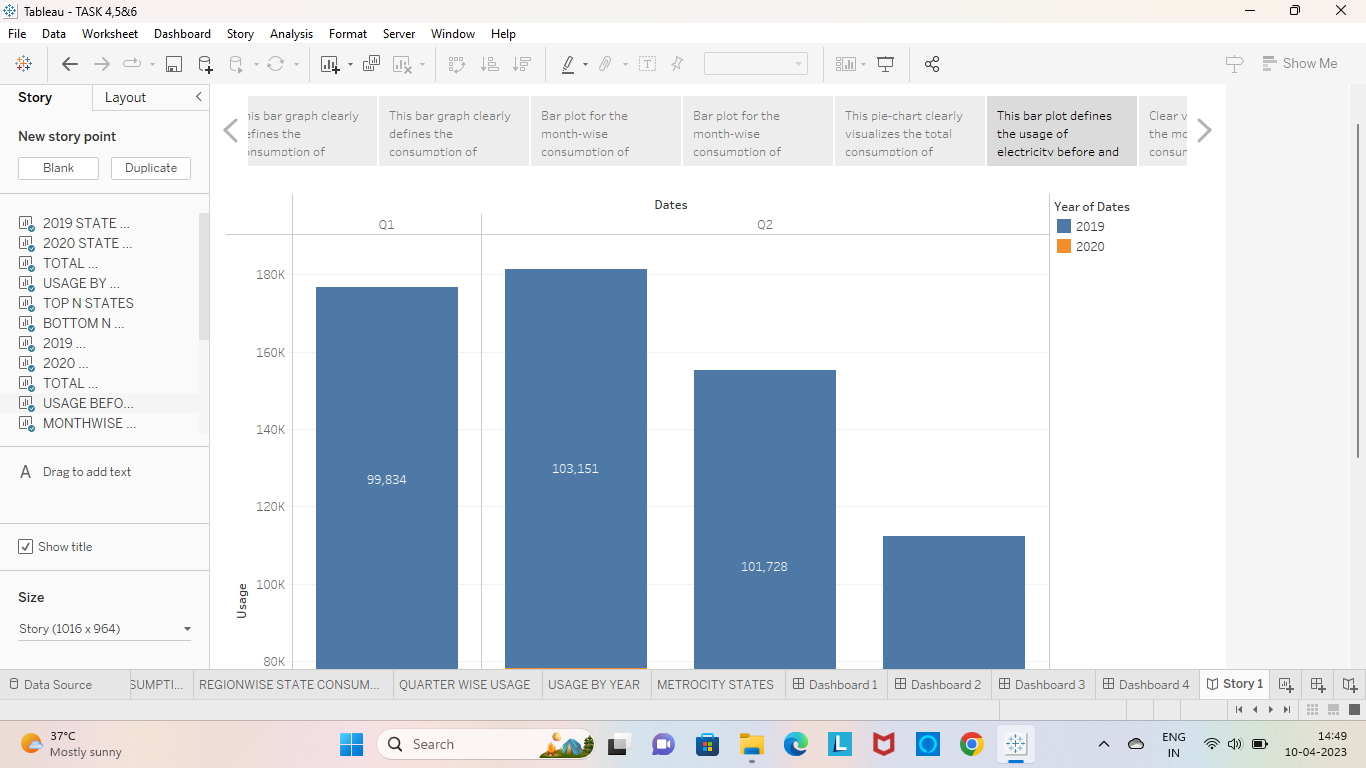 Tableau - TASK 4,5&6
File Data Worksheet Dashboard Story Analysis Format Server Window Help
Show Me
Story Layout
New story point
Blank Duplicate
2019 STATE ...
2020 STATE ...
TOTAL ...
USAGE BY ...
TOP N STATES
BOTTOM N ...
2019 ...
2020 ...
TOTAL ...
USAGE BEFO...
MONTHWISE ...
A Drag to add text
Show title
Size
Story (1016 x 964)
his bar graph clearly
efines the
onsumption of
This bar graph clearly
defines the
consumption of
Bar plot for the
month-wise
consumption of
Bar plot for the
month-wise
consumption of
This pie-chart clearly
visualizes the total
consumption of
This bar plot defines
the usage of
electricity before and
Clear v
the mo
consur
Dates
Q1 Q2
Year of Dates
2019
2020
180K
160K
140K
120K
100K
80K
Usage
99,834
103,151
101,728
Data Source SUMPTI... REGIONWISE STATE CONSUM... QUARTER WISE USAGE USAGE BY YEAR METROCITY STATES Dashboard 1 Dashboard 2 Dashboard 3 Dashboard 4 Story 1
37°C
Mostly sunny
Search
L
ENG
IN
14:49
10-04-2023